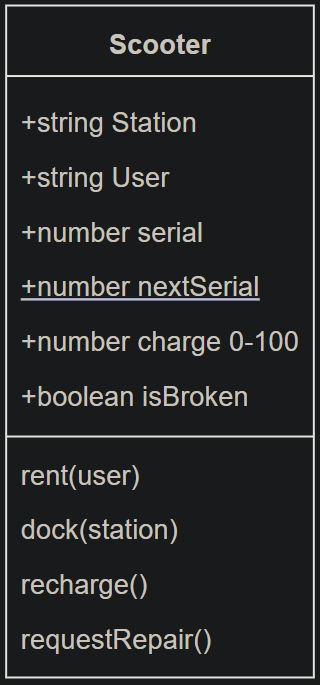 Scooter
+string Station
+string User
+number serial
+number nextSerial
+number charge 0-100
+boolean isBroken
rent(user)
dock(station)
recharge()
requestRepair()